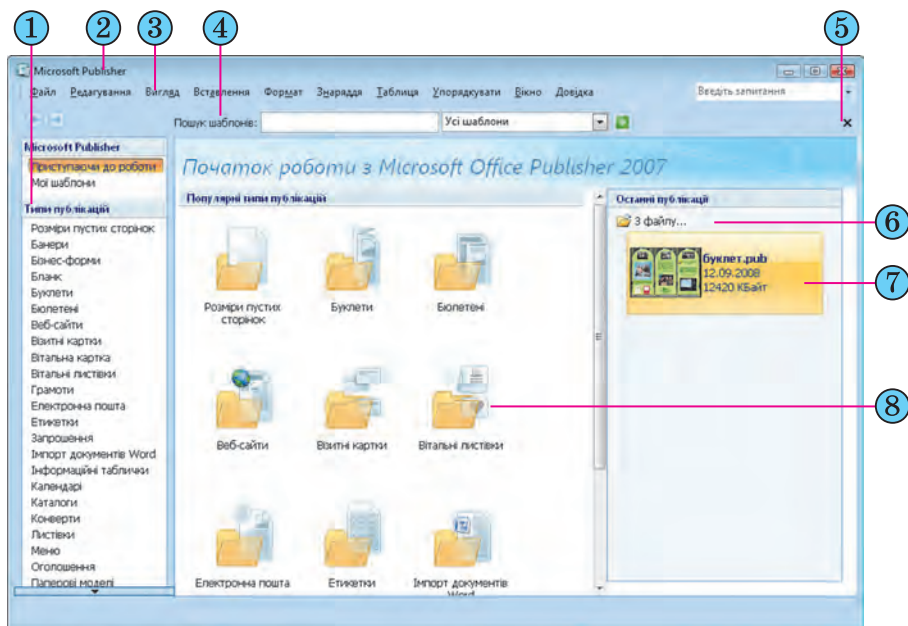 1 2 3 4 5
Microsoft Publisher
Файл Редагування Вигляд Вставлення Формат Знаряддя Таблиця Упорядкувати Вікно Довідка Введіть запитання
Пошук шаблонів: Усі шаблони
Microsoft Publisher
Приступаючи до роботи
Мої шаблони
Типи публікацій
Розміри пустих сторінок
Банери
Бізнес-форми
Бланк
Буклети
Бюлетені
Веб-сайти
Візитні картки
Вітальна картка
Вітальні листівки
Грамоти
Електронна пошта
Етикетки
Запрошення
Імпорт документів Word
Інформаційні таблички
Календарі
Каталоги
Конверти
Листівки
Меню
Оголошення
Паперові моделі
Початок роботи з Microsoft Office Publisher 2007
Популярні типи публікацій
Розміри пустих сторінок
Буклети
Бюлетені
Веб-сайти
Візитні картки
Вітальні листівки
Електронна пошта
Етикетки
Імпорт документів Word
Останні публікації
З файлу...
6
буклет.pub
12.09.2008
12420 КБайт
7
8